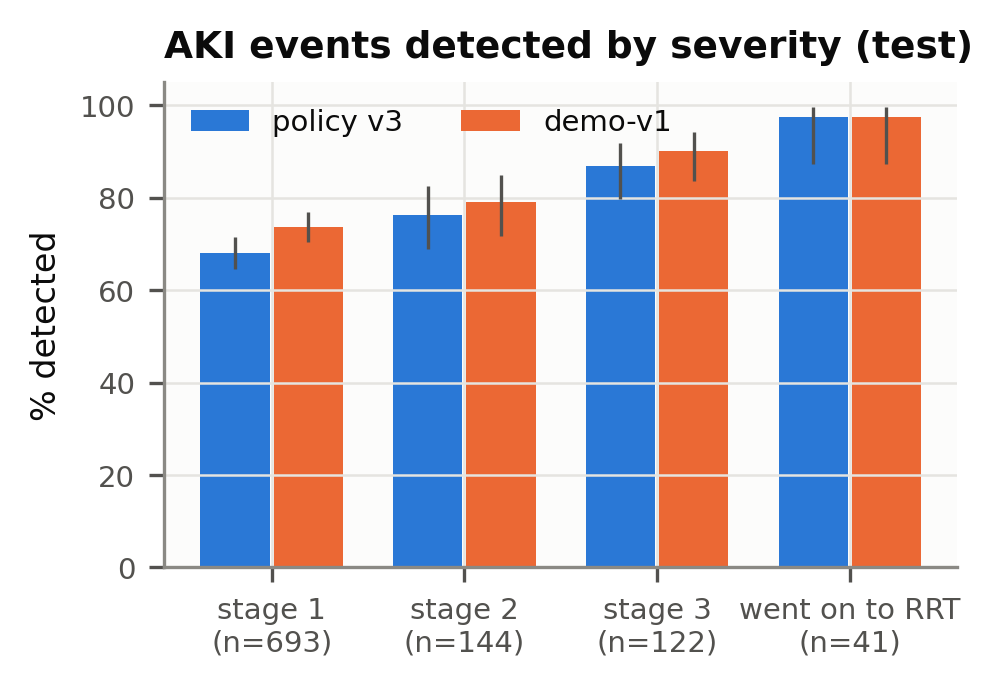 AKI events detected by severity (test)
policy v3
demo-v1
% detected
100
80
60
40
20
0
stage 1
(n=693)
stage 2
(n=144)
stage 3
(n=122)
went on to RRT
(n=41)